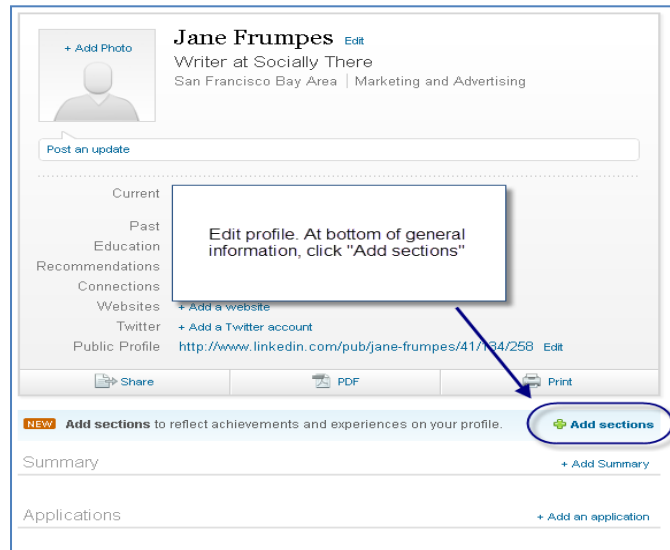 + Add Photo
Jane Frumpes Edit
Writer at Socially There
San Francisco Bay Area | Marketing and Advertising
Post an update
Current
Past
Education
Recommendations
Connections
Edit profile. At bottom of general
information, click "Add sections"
Websites + Add a website
Twitter + Add a Twitter account
Public Profile http://www.linkedin.com/pub/jane-frumpes/41/134/258 Edit
Share PDF Print
NEW Add sections to reflect achievements and experiences on your profile. Add sections
Summary + Add Summary
Applications + Add an application